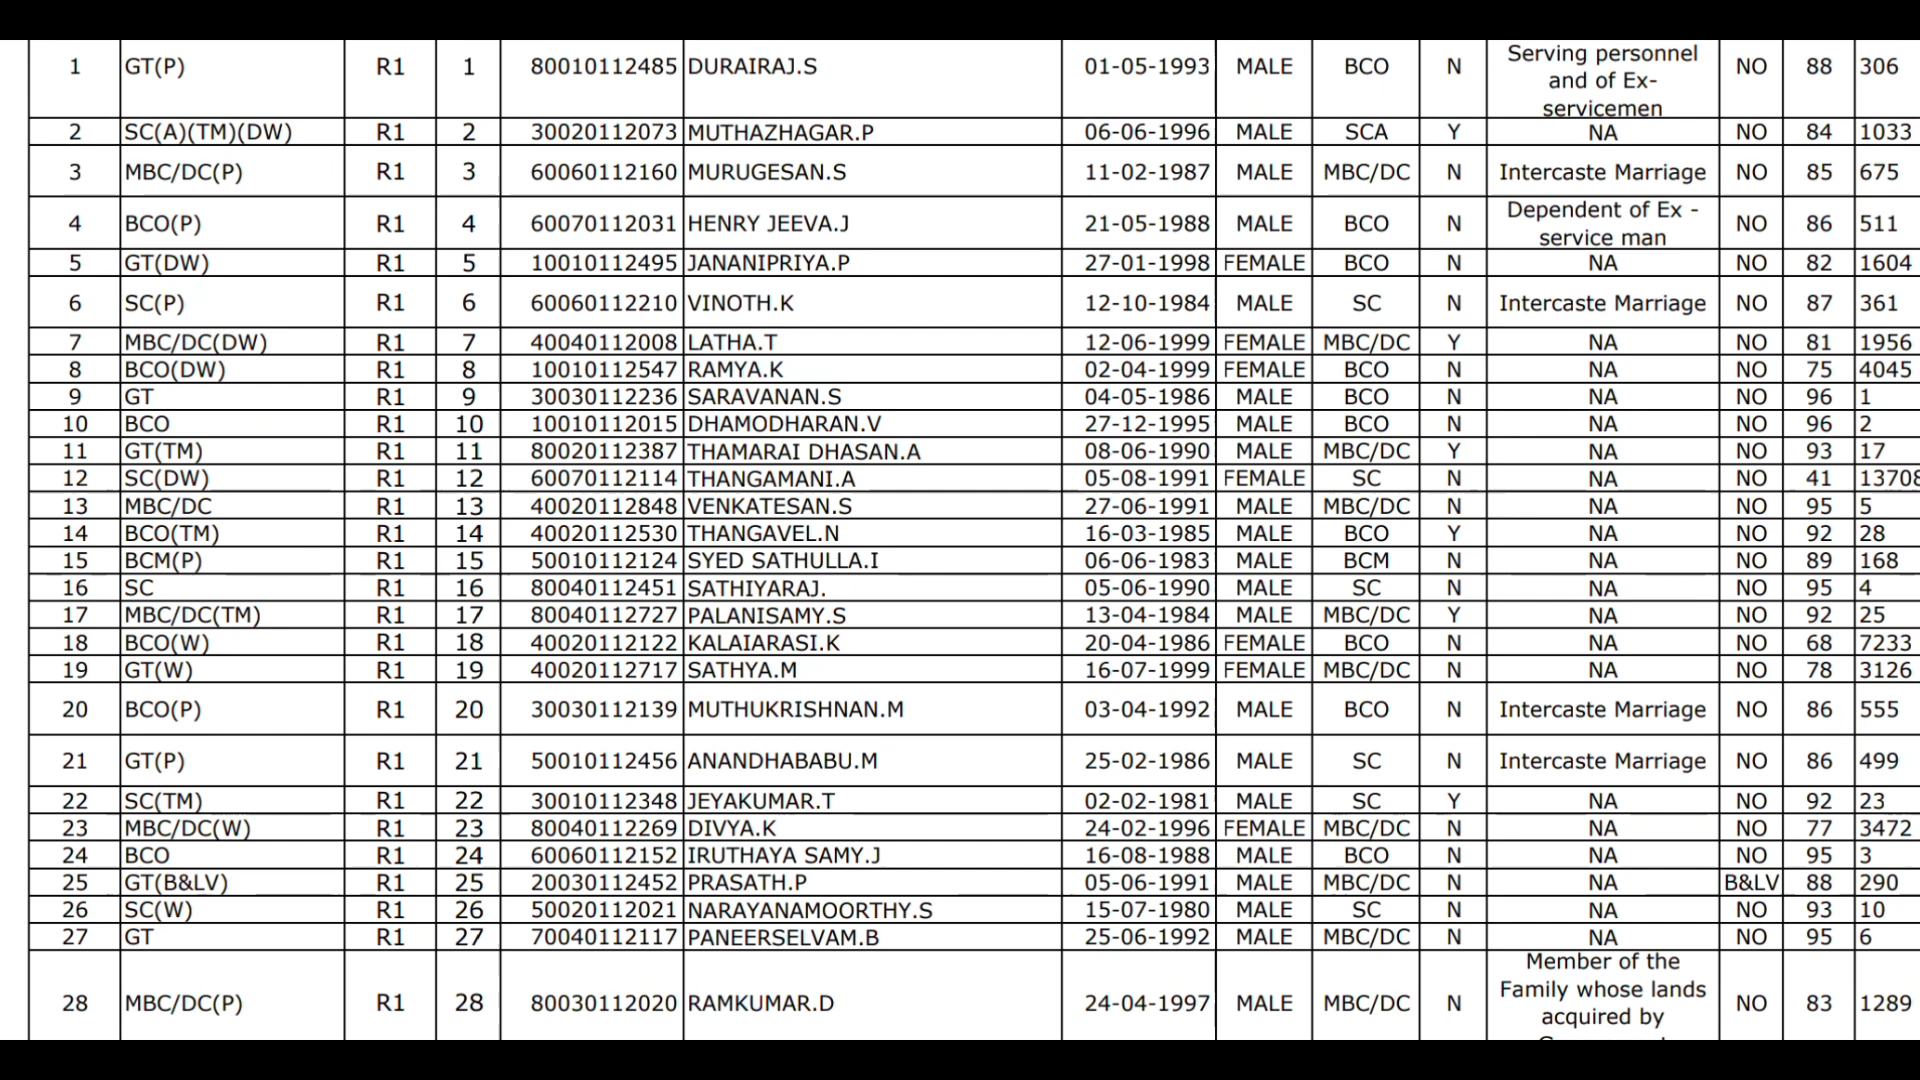 1 GT(P) R1 1 80010112485 DURAIRAJ.S 01-05-1993 MALE BCO N Serving personnel and of Ex-servicemen NO 88 306
2 SC(A)(TM)(DW) R1 2 30020112073 MUTHAZHAGAR.P 06-06-1996 MALE SCA Y NA NO 84 1033
3 MBC/DC(P) R1 3 60060112160 MURUGESAN.S 11-02-1987 MALE MBC/DC N Intercaste Marriage NO 85 675
4 BCO(P) R1 4 60070112031 HENRY JEEVA.J 21-05-1988 MALE BCO N Dependent of Ex - service man NO 86 511
5 GT(DW) R1 5 10010112495 JANANIPRIYA.P 27-01-1998 FEMALE BCO N NA NO 82 1604
6 SC(P) R1 6 60060112210 VINOTH.K 12-10-1984 MALE SC N Intercaste Marriage NO 87 361
7 MBC/DC(DW) R1 7 40040112008 LATHA.T 12-06-1999 FEMALE MBC/DC Y NA NO 81 1956
8 BCO(DW) R1 8 10010112547 RAMYA.K 02-04-1999 FEMALE BCO N NA NO 75 4045
9 GT R1 9 30030112236 SARAVANAN.S 04-05-1986 MALE BCO N NA NO 96 1
10 BCO R1 10 10010112015 DHAMODHARAN.V 27-12-1995 MALE BCO N NA NO 96 2
11 GT(TM) R1 11 80020112387 THAMARAI DHASAN.A 08-06-1990 MALE MBC/DC Y NA NO 93 17
12 SC(DW) R1 12 60070112114 THANGAMANI.A 05-08-1991 FEMALE SC N NA NO 41 13708
13 MBC/DC R1 13 40020112848 VENKATESAN.S 27-06-1991 MALE MBC/DC N NA NO 95 5
14 BCO(TM) R1 14 40020112530 THANGAVEL.N 16-03-1985 MALE BCO Y NA NO 92 28
15 BCM(P) R1 15 50010112124 SYED SATHULLA.I 06-06-1983 MALE BCM N NA NO 89 168
16 SC R1 16 80040112451 SATHIYARAJ. 05-06-1990 MALE SC N NA NO 95 4
17 MBC/DC(TM) R1 17 80040112727 PALANISAMY.S 13-04-1984 MALE MBC/DC Y NA NO 92 25
18 BCO(W) R1 18 40020112122 KALAIARASI.K 20-04-1986 FEMALE BCO N NA NO 68 7233
19 GT(W) R1 19 40020112717 SATHYA.M 16-07-1999 FEMALE MBC/DC N NA NO 78 3126
20 BCO(P) R1 20 30030112139 MUTHUKRISHNAN.M 03-04-1992 MALE BCO N Intercaste Marriage NO 86 555
21 GT(P) R1 21 50010112456 ANANDHABABU.M 25-02-1986 MALE SC N Intercaste Marriage NO 86 499
22 SC(TM) R1 22 30010112348 JEYAKUMAR.T 02-02-1981 MALE SC Y NA NO 92 23
23 MBC/DC(W) R1 23 80040112269 DIVYA.K 24-02-1996 FEMALE MBC/DC N NA NO 77 3472
24 BCO R1 24 60060112152 IRUTHAYA SAMY.J 16-08-1988 MALE BCO N NA NO 95 3
25 GT(B&LV) R1 25 20030112452 PRASATH.P 05-06-1991 MALE MBC/DC N NA B&LV 88 290
26 SC(W) R1 26 50020112021 NARAYANAMOORTHY.S 15-07-1980 MALE SC N NA NO 93 10
27 GT R1 27 70040112117 PANEERSELVAM.B 25-06-1992 MALE MBC/DC N NA NO 95 6
28 MBC/DC(P) R1 28 80030112020 RAMKUMAR.D 24-04-1997 MALE MBC/DC N Member of the Family whose lands acquired by NO 83 1289